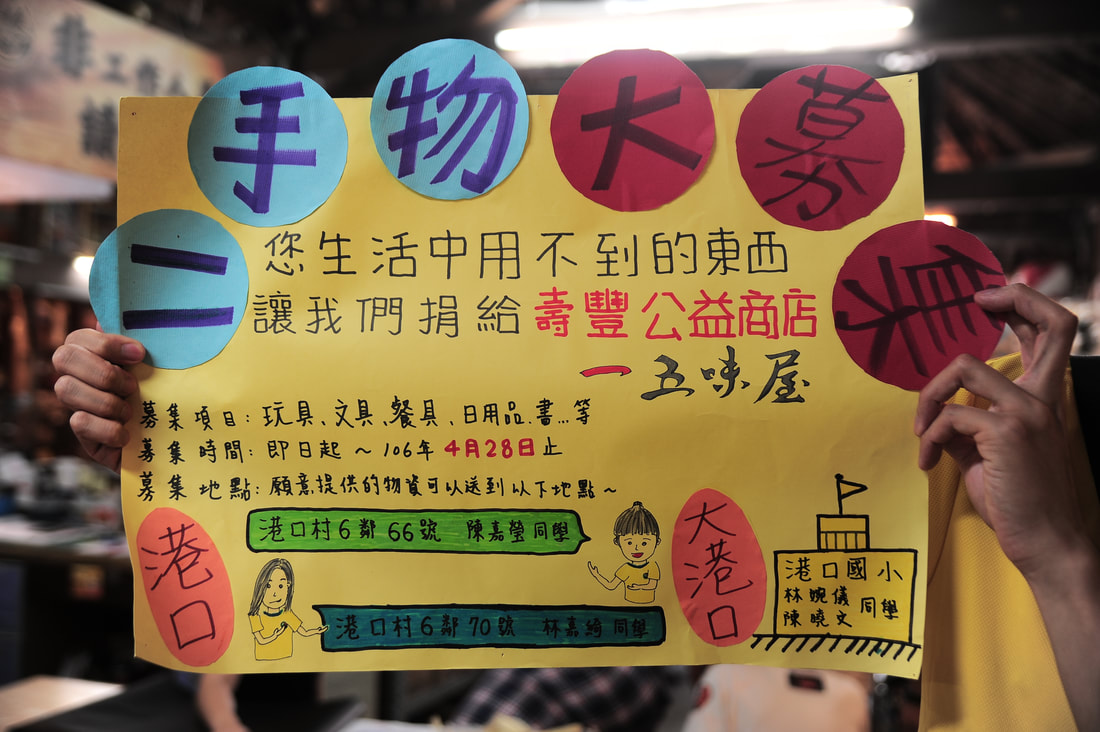 二手物大募集
您生活中用不到的東西
讓我們捐給壽豐公益商店
一五味屋
募集項目：玩具、文具、餐具、日用品、書…等
募集時間：即日起～106年4月28日止
募集地點：願意提供的物資可以送到以下地點～
港口
港口村6鄰66號 陳嘉瑩同學
港口村6鄰70號 林嘉綺同學
大港口
港口國小
林婉儀
陳曉文
同學